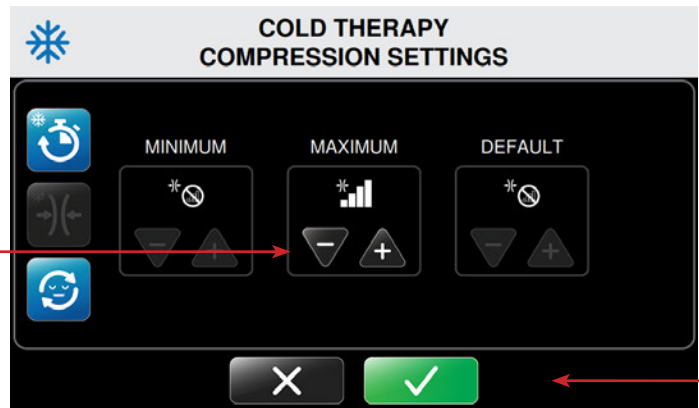 COLD THERAPY
COMPRESSION SETTINGS
MINIMUM
MAXIMUM
DEFAULT